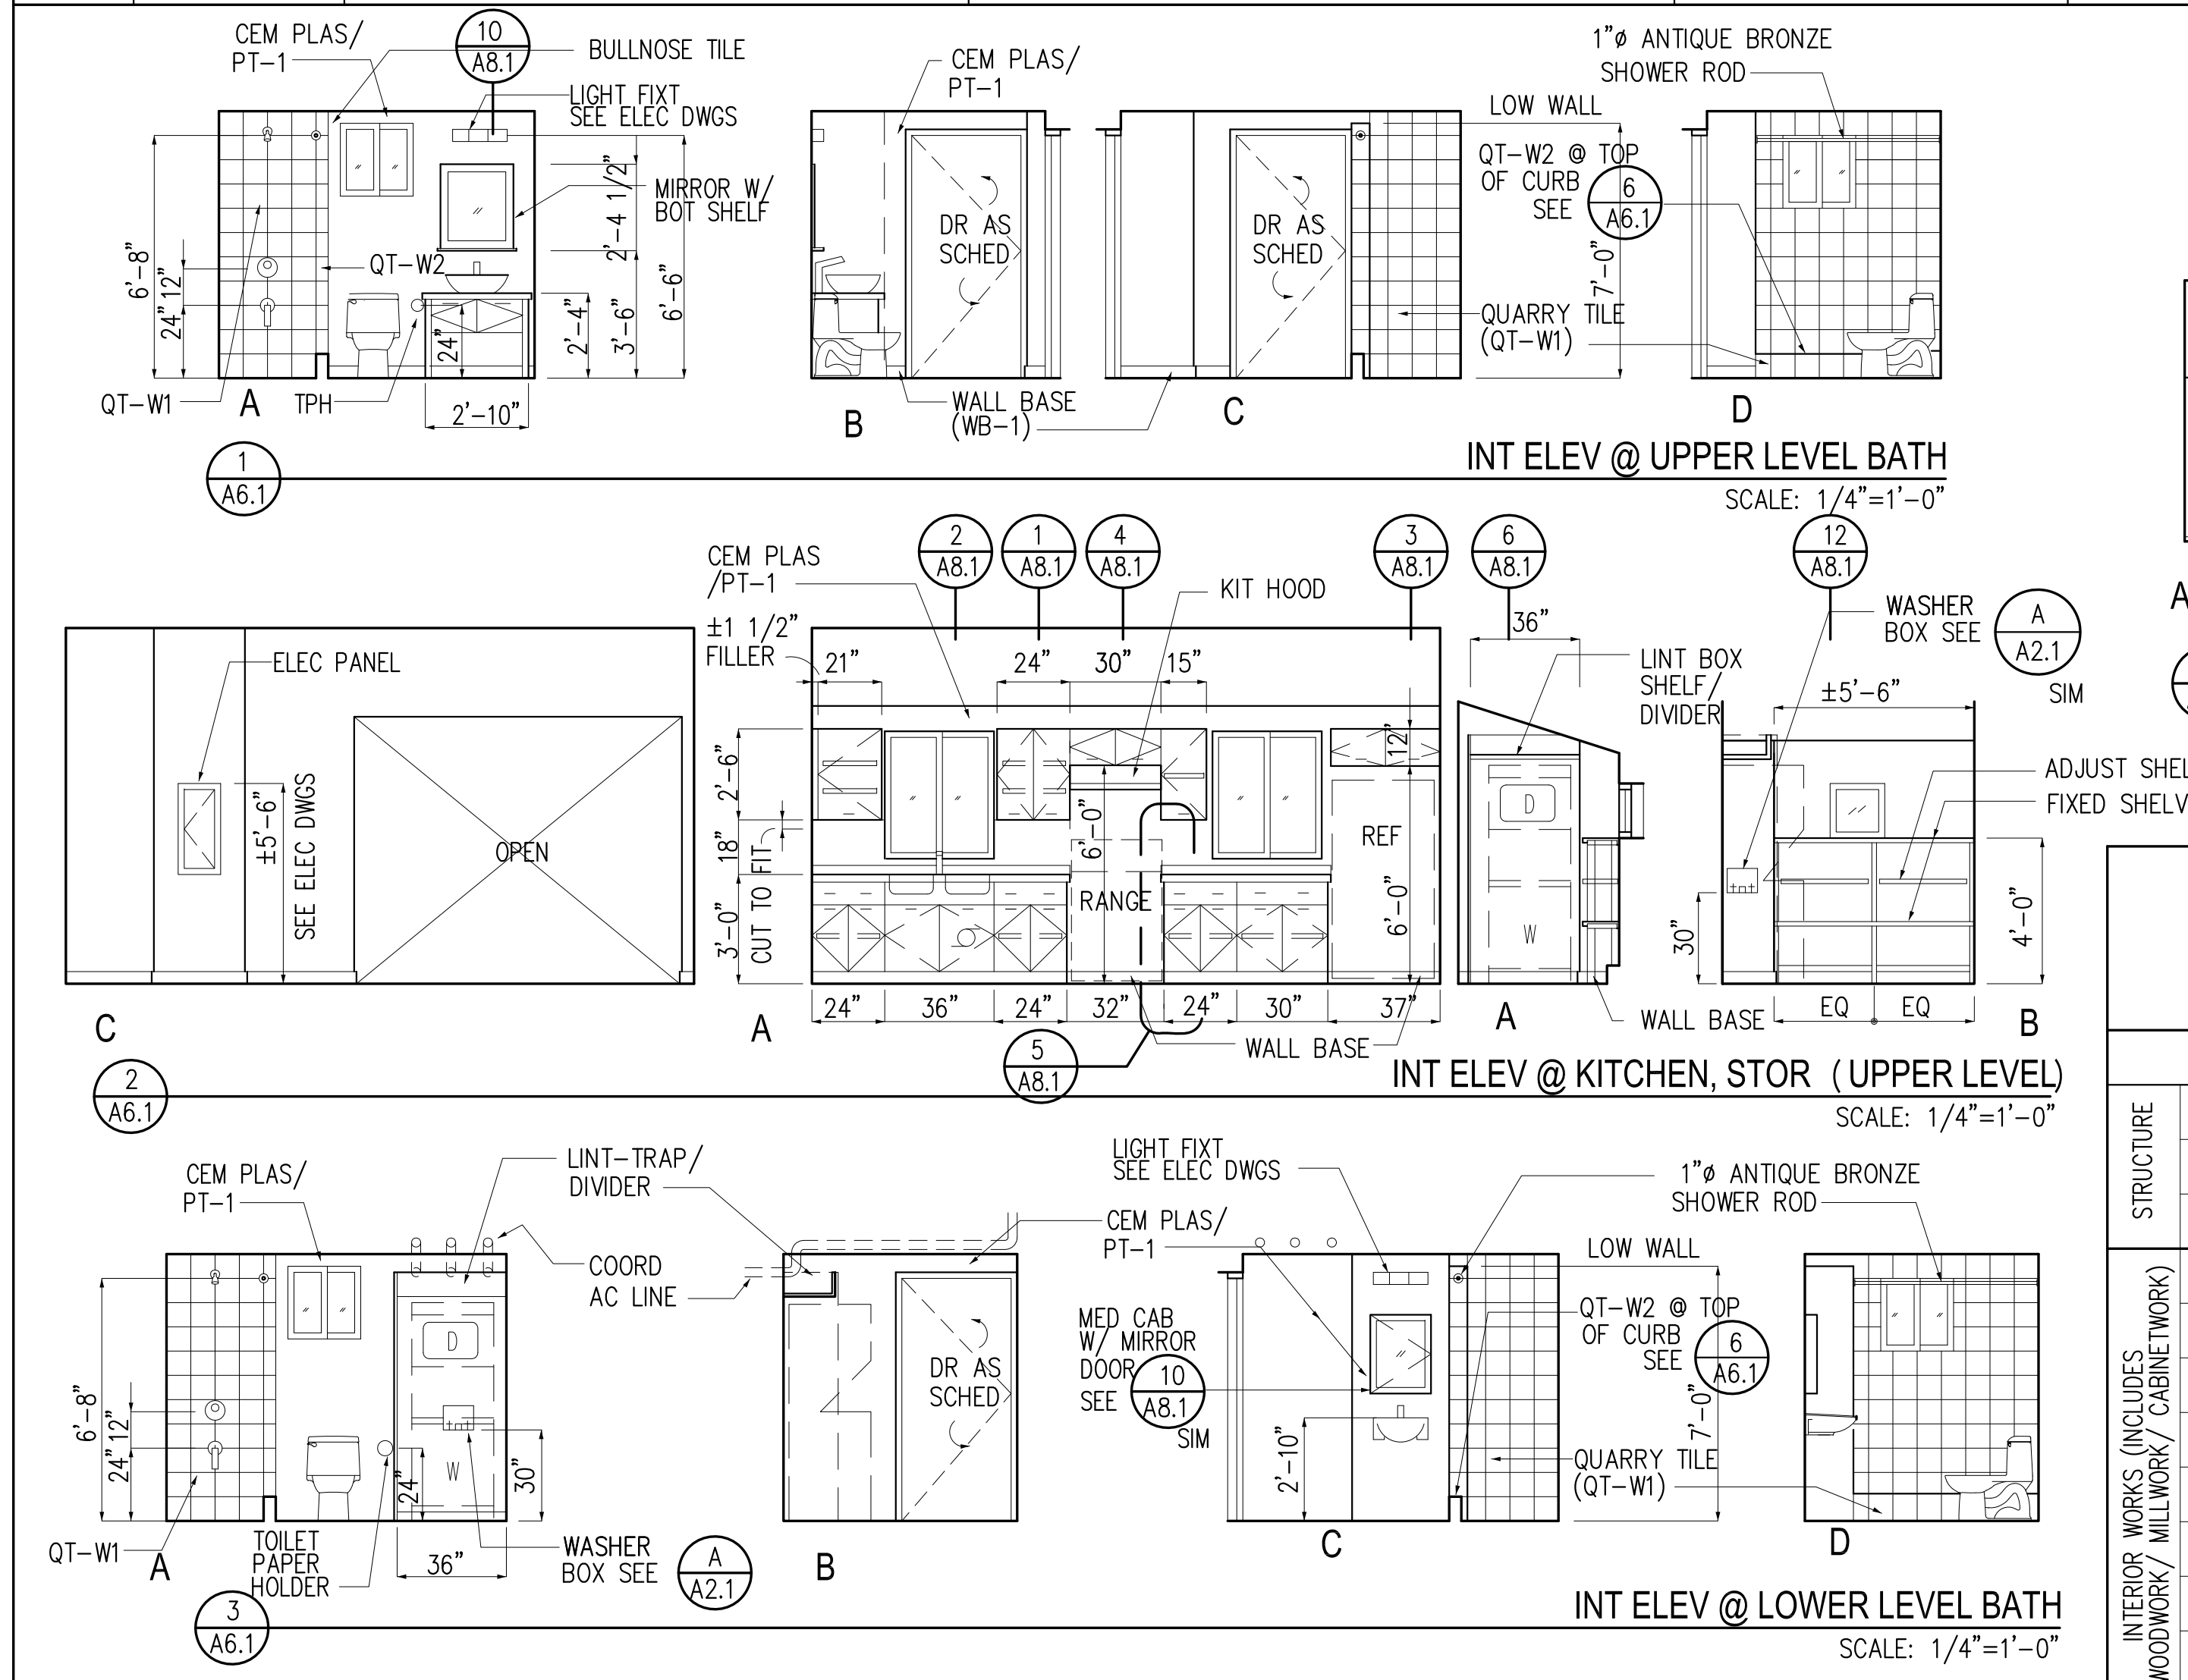 CEM PLAS/
PT-1
10
A8.1
BULLNOSE TILE
LIGHT FIXT
SEE ELEC DWGS
MIRROR W/
BOT SHELF
6'-8"
12"
24"
QT-W2
24"
2'-4 1/2"
2'-4"
3'-6"
6'-6"
QT-W1
A
TPH
2'-10"
CEM PLAS/
PT-1
DR AS
SCHED
B
WALL BASE
(WB-1)
DR AS
SCHED
C
LOW WALL
QT-W2 @ TOP
OF CURB
SEE
6
A6.1
7'-0"
QUARRY TILE
(QT-W1)
1"ø ANTIQUE BRONZE
SHOWER ROD
D
1
A6.1
INT ELEV @ UPPER LEVEL BATH
SCALE: 1/4"=1'-0"
ELEC PANEL
±5'-6"
SEE ELEC DWGS
OPEN
C
CEM PLAS
/PT-1
±1 1/2"
FILLER
2
A8.1
1
A8.1
4
A8.1
KIT HOOD
3
A8.1
6
A8.1
12
A8.1
21"
24"
30"
15"
12"
2'-6"
18"
3'-0"
CUT TO FIT
6'-0"
RANGE
REF
6'-0"
24"
36"
24"
32"
24"
30"
37"
A
WALL BASE
5
A8.1
36"
LINT BOX
SHELF/
DIVIDER
D
W
A
WALL BASE
WASHER
BOX SEE
A
A2.1
SIM
±5'-6"
ADJUST SHEL
FIXED SHELV
30"
4'-0"
EQ
EQ
B
2
A6.1
INT ELEV @ KITCHEN, STOR ( UPPER LEVEL)
SCALE: 1/4"=1'-0"
CEM PLAS/
PT-1
LINT-TRAP/
DIVIDER
COORD
AC LINE
6'-8"
12"
24"
D
W
24"
30"
QT-W1
A
TOILET
PAPER
HOLDER
36"
WASHER
BOX SEE
A
A2.1
CEM PLAS/
PT-1
DR AS
SCHED
B
LIGHT FIXT
SEE ELEC DWGS
MED CAB
W/ MIRROR
DOOR
SEE
10
A8.1
SIM
2'-10"
C
1"ø ANTIQUE BRONZE
SHOWER ROD
LOW WALL
QT-W2 @ TOP
OF CURB
SEE
6
A6.1
7'-0"
QUARRY TILE
(QT-W1)
D
3
A6.1
INT ELEV @ LOWER LEVEL BATH
SCALE: 1/4"=1'-0"
A
STRUCTURE
INTERIOR WORKS (INCLUDES
WOODWORK/ MILLWORK/ CABINETWORK)